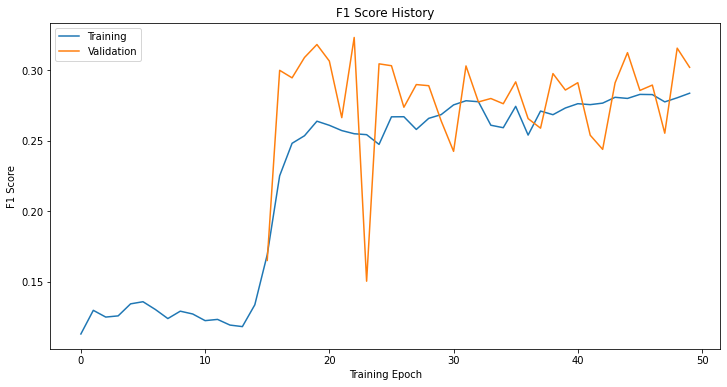 F1 Score History
Training
Validation
F1 Score
0.30
0.25
0.20
0.15
0 10 20 30 40 50
Training Epoch